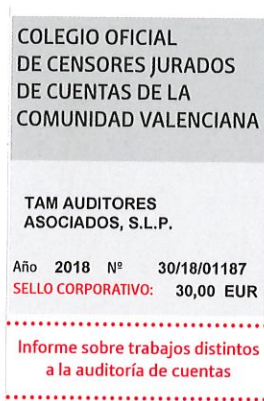 COLEGIO OFICIAL
DE CENSORES JURADOS
DE CUENTAS DE LA
COMUNIDAD VALENCIANA
TAM AUDITORES
ASOCIADOS, S.L.P.
Año 2018 Nº 30/18/01187
SELLO CORPORATIVO: 30,00 EUR
Informe sobre trabajos distintos
a la auditoría de cuentas